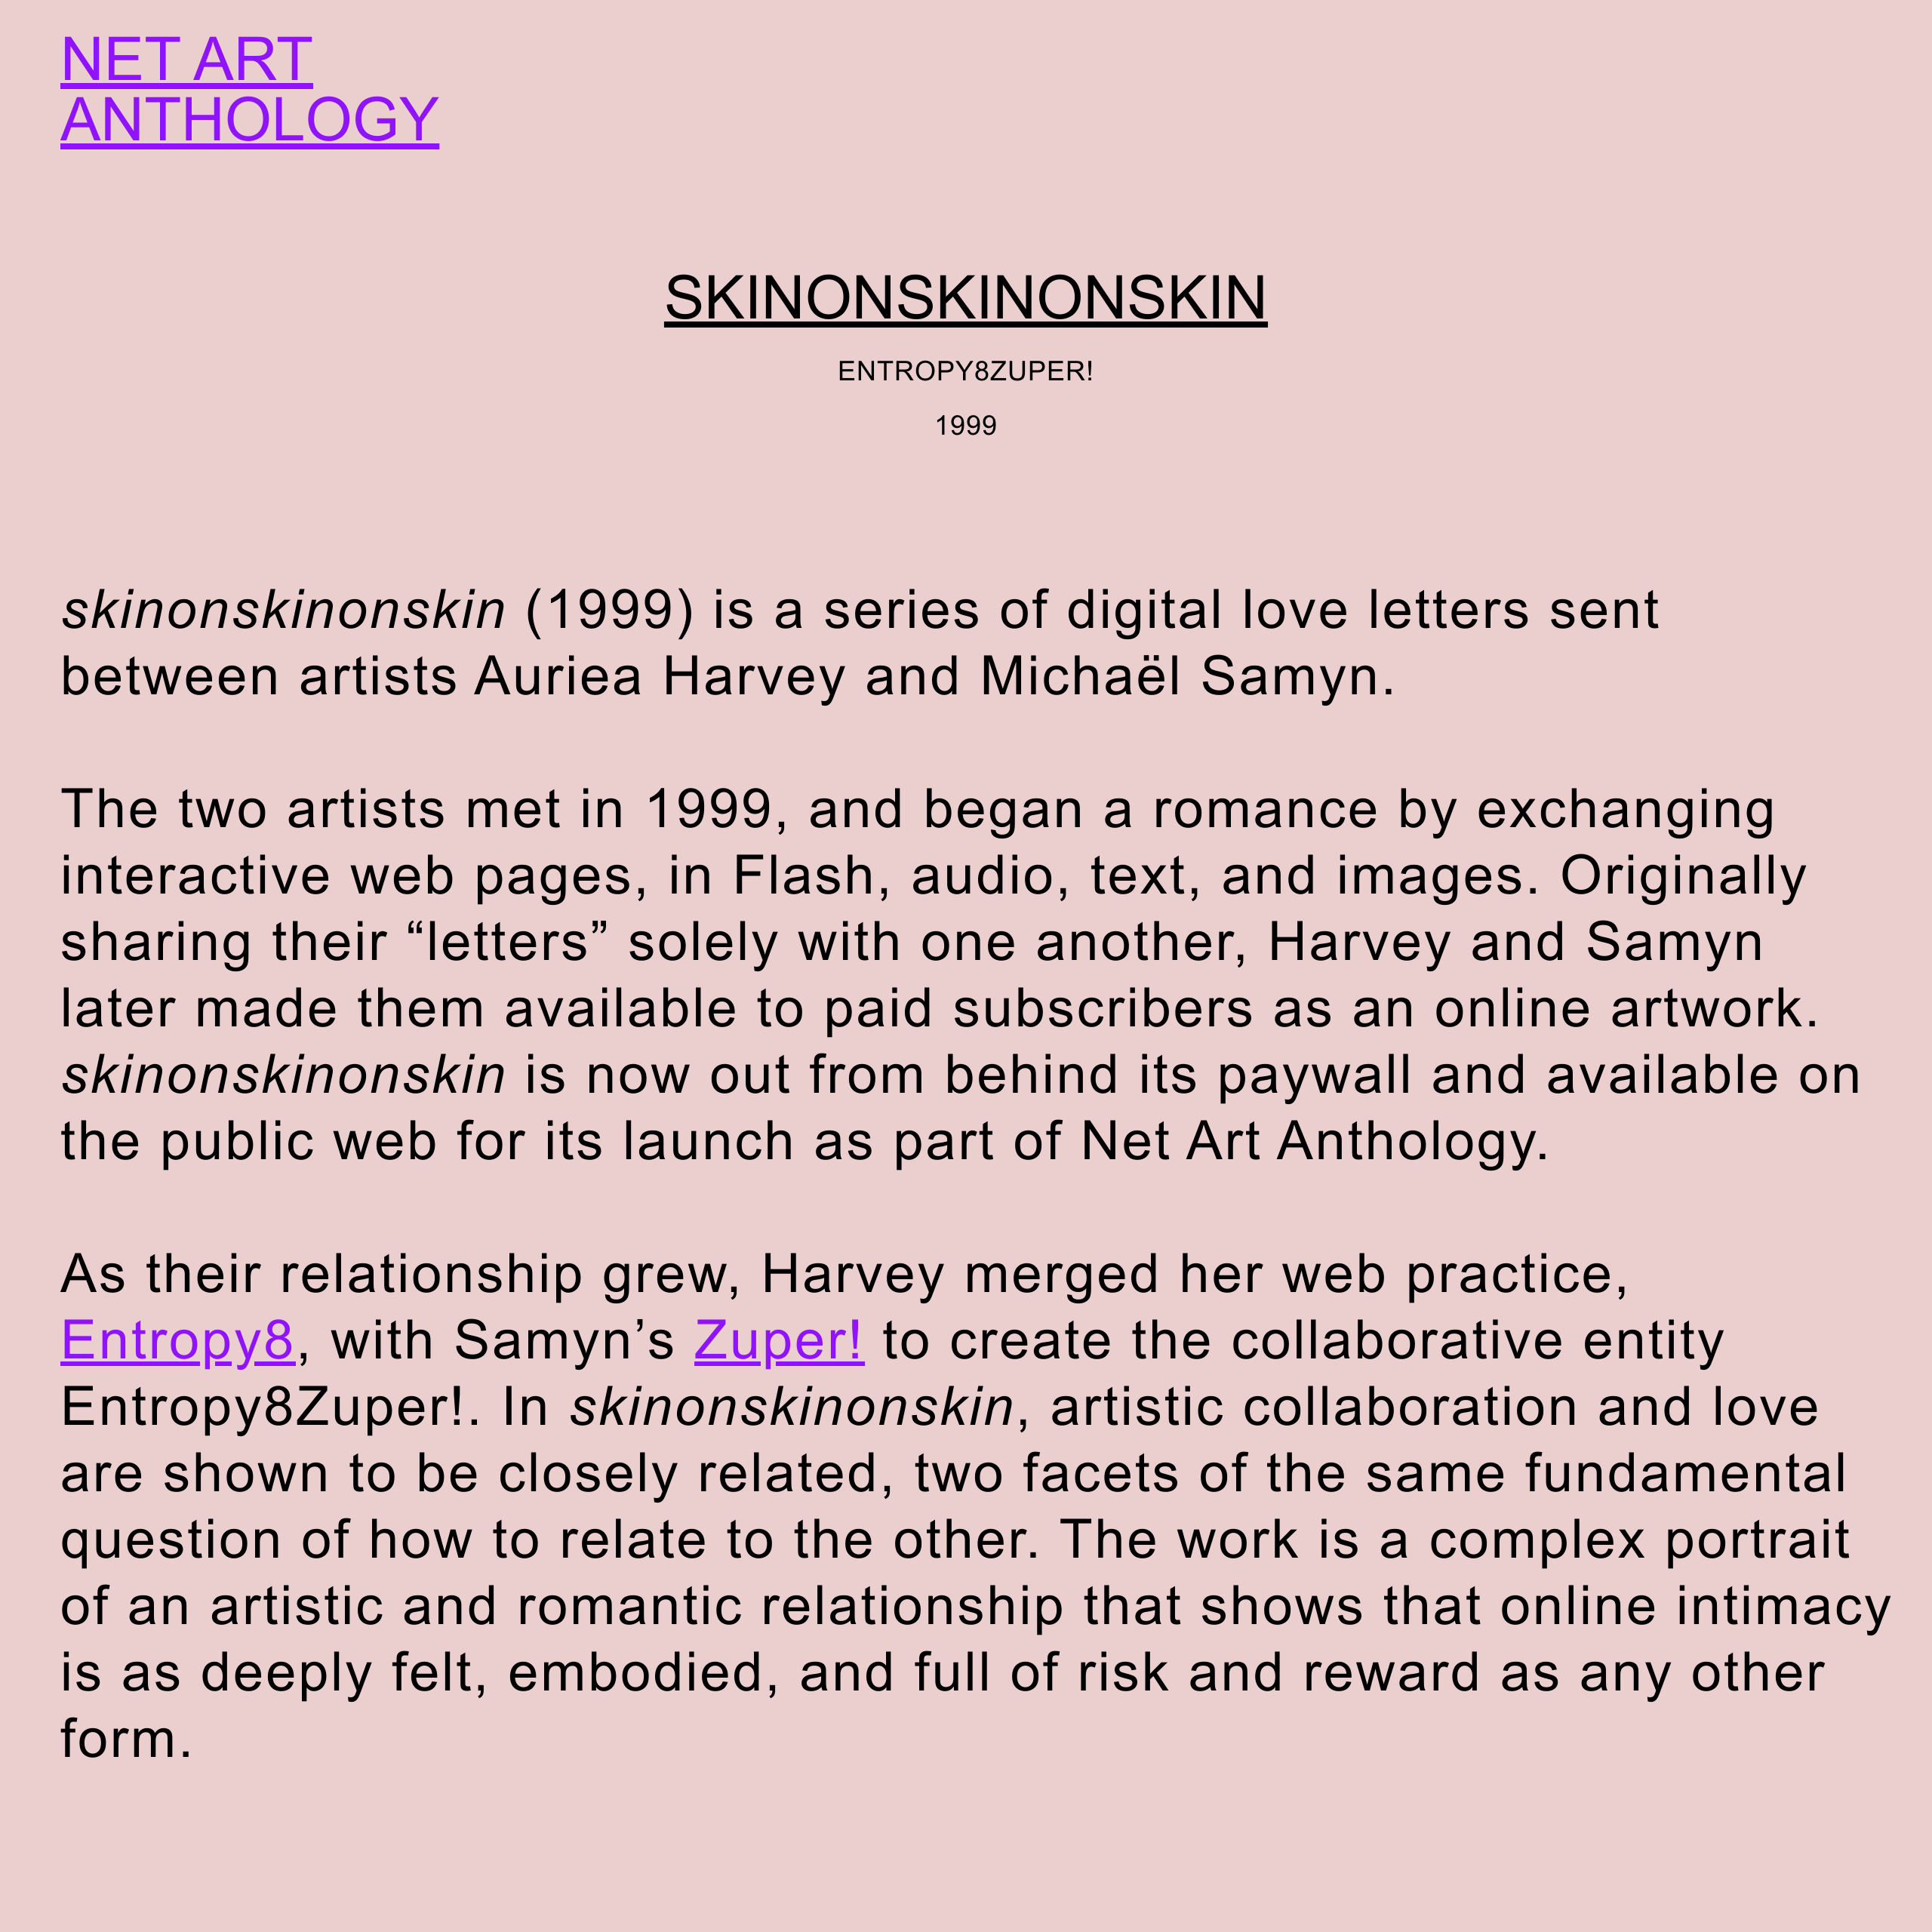 NET ART
ANTHOLOGY
SKINONSKINONSKIN
ENTROPY8ZUPER!
1999
skinonskinonskin (1999) is a series of digital love letters sent
between artists Auriea Harvey and Michaël Samyn.
The two artists met in 1999, and began a romance by exchanging
interactive web pages, in Flash, audio, text, and images. Originally
sharing their “letters” solely with one another, Harvey and Samyn
later made them available to paid subscribers as an online artwork.
skinonskinonskin is now out from behind its paywall and available on
the public web for its launch as part of Net Art Anthology.
As their relationship grew, Harvey merged her web practice,
Entropy8, with Samyn’s Zuper! to create the collaborative entity
Entropy8Zuper!. In skinonskinonskin, artistic collaboration and love
are shown to be closely related, two facets of the same fundamental
question of how to relate to the other. The work is a complex portrait
of an artistic and romantic relationship that shows that online intimacy
is as deeply felt, embodied, and full of risk and reward as any other
form.